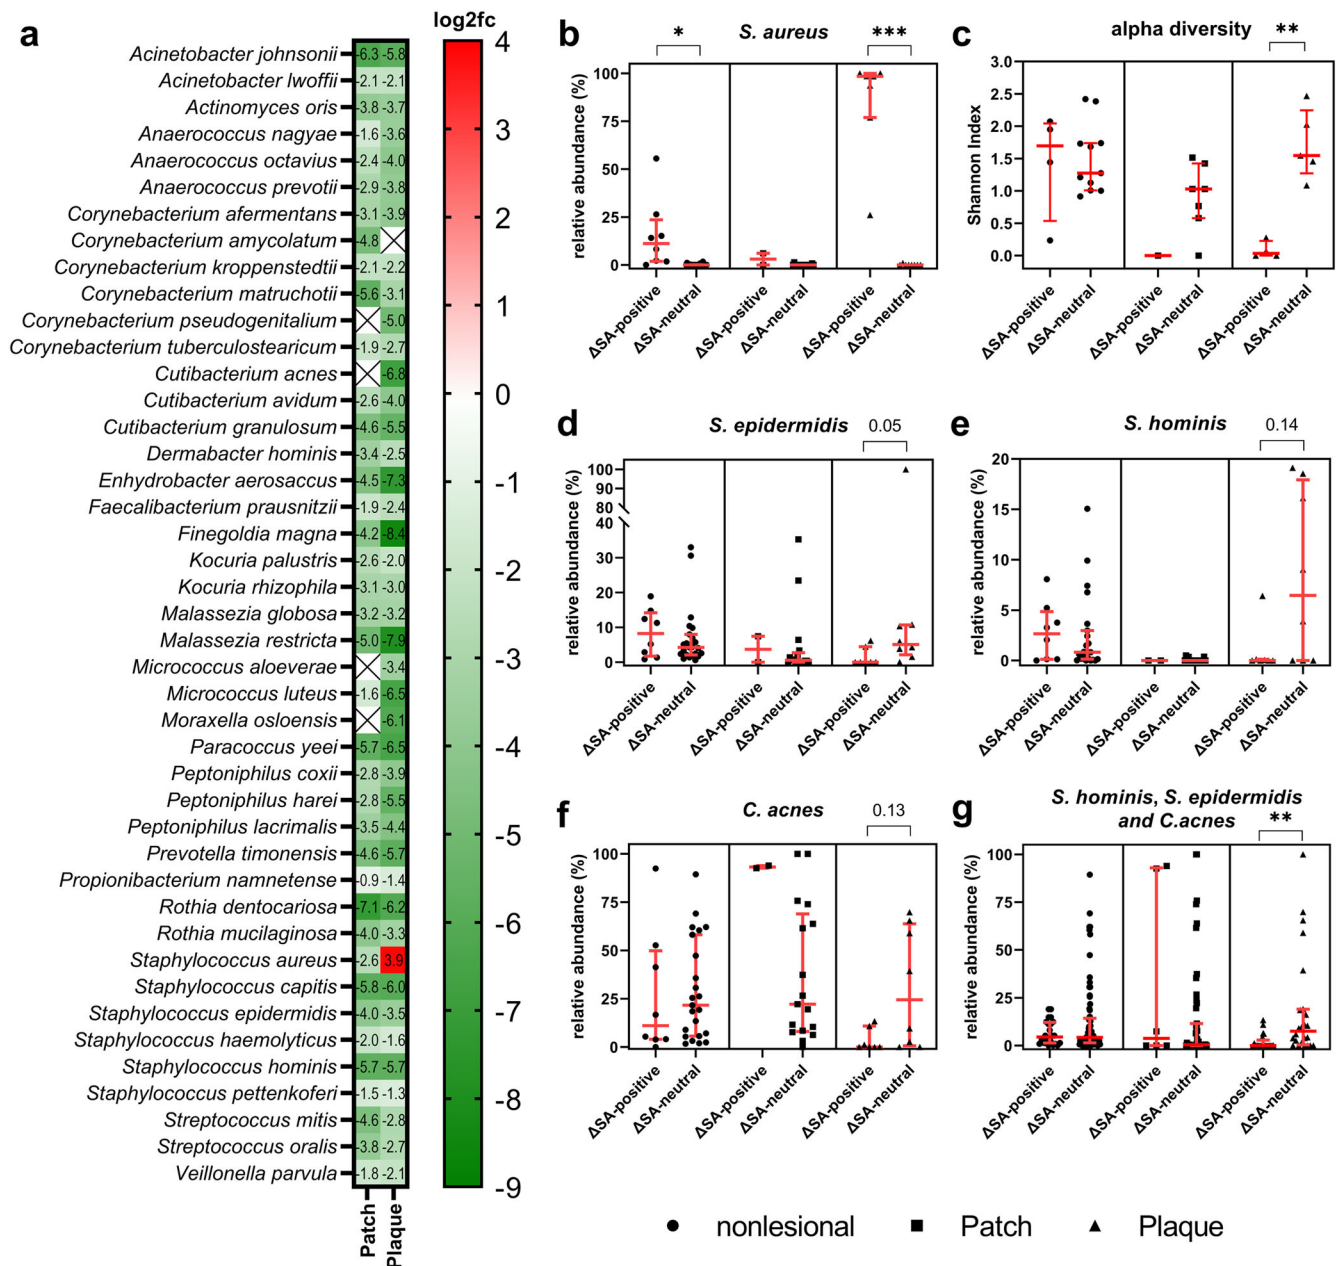 a
log2fc
Acinetobacter johnsonii -6.3 -5.8
Acinetobacter lwoffii -2.1 -2.1
Actinomyces oris -3.8 -3.7
Anaerococcus nagyae -1.6 -3.6
Anaerococcus octavius -2.4 -4.0
Anaerococcus prevotii -2.9 -3.8
Corynebacterium afermentans -3.1 -3.9
Corynebacterium amycolatum -4.8
Corynebacterium kroppenstedtii -2.1 -2.2
Corynebacterium matruchotii -5.6 -3.1
Corynebacterium pseudogenitalium -5.0
Corynebacterium tuberculostearicum -1.9 -2.7
Cutibacterium acnes -6.8
Cutibacterium avidum -2.6 -4.0
Cutibacterium granulosum -4.6 -5.5
Dermabacter hominis -3.4 -2.5
Enhydrobacter aerosaccus -4.5 -7.3
Faecalibacterium prausnitzii -1.9 -2.4
Finegoldia magna -4.2 -8.4
Kocuria palustris -2.6 -2.0
Kocuria rhizophila -3.1 -3.0
Malassezia globosa -3.2 -3.2
Malassezia restricta -5.0 -7.9
Micrococcus aloeverae -3.4
Micrococcus luteus -1.6 -6.5
Moraxella osloensis -6.1
Paracoccus yeei -5.7 -6.5
Peptoniphilus coxii -2.8 -3.9
Peptoniphilus harei -2.8 -5.5
Peptoniphilus lacrimalis -3.5 -4.4
Prevotella timonensis -4.6 -5.7
Propionibacterium namnetense -0.9 -1.4
Rothia dentocariosa -7.1 -6.2
Rothia mucilaginosa -4.0 -3.3
Staphylococcus aureus -2.6 3.9
Staphylococcus capitis -5.8 -6.0
Staphylococcus epidermidis -4.0 -3.5
Staphylococcus haemolyticus -2.0 -1.6
Staphylococcus hominis -5.7 -5.7
Staphylococcus pettenkoferi -1.5 -1.3
Streptococcus mitis -4.6 -2.8
Streptococcus oralis -3.8 -2.7
Veillonella parvula -1.8 -2.1
Patch
Plaque
4
3
2
1
0
-1
-2
-3
-4
-5
-6
-7
-8
-9
b
S. aureus
*
***
relative abundance (%)
100
75
50
25
0
ΔSA-positive
ΔSA-neutral
ΔSA-positive
ΔSA-neutral
ΔSA-positive
ΔSA-neutral
c
alpha diversity
**
Shannon Index
3.0
2.5
2.0
1.5
1.0
0.5
0.0
ΔSA-positive
ΔSA-neutral
ΔSA-positive
ΔSA-neutral
ΔSA-positive
ΔSA-neutral
d
S. epidermidis
0.05
relative abundance (%)
100
90
80
40
30
20
10
0
ΔSA-positive
ΔSA-neutral
ΔSA-positive
ΔSA-neutral
ΔSA-positive
ΔSA-neutral
e
S. hominis
0.14
relative abundance (%)
20
15
10
5
0
ΔSA-positive
ΔSA-neutral
ΔSA-positive
ΔSA-neutral
ΔSA-positive
ΔSA-neutral
f
C. acnes
0.13
relative abundance (%)
100
75
50
25
0
ΔSA-positive
ΔSA-neutral
ΔSA-positive
ΔSA-neutral
ΔSA-positive
ΔSA-neutral
g
S. hominis, S. epidermidis
and C.acnes
**
relative abundance (%)
100
75
50
25
0
ΔSA-positive
ΔSA-neutral
ΔSA-positive
ΔSA-neutral
ΔSA-positive
ΔSA-neutral
nonlesional
Patch
Plaque